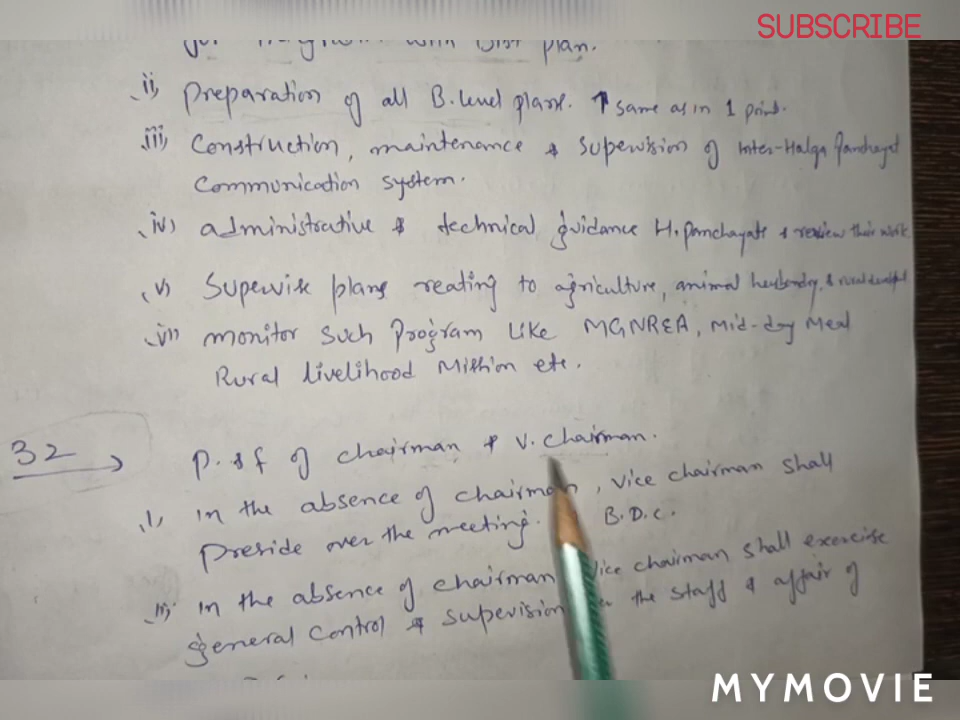 SUBSCRIBE
with Dist plan.
ii) preparation of all B.level plans. ↑ same as in 1 point.
iii) Construction, maintenance & supervision of Inter-Halqa Panchayat
Communication system.
iv) administrative & technical guidance H.panchayats & review their work
v) Supervise plans reating to agriculture, animal & rural
monitor such program like MGNREA, Mid-day Meal
Rural livelihood Mission etc.
32 → P. & f of chairman & V. chairman.
i) In the absence of chairman, vice chairman shall
preside over the meeting. B.D.C.
ii) In the absence of chairman vice chairman shall exercise
general control & supevision the staff & affair of
MYMOVIE